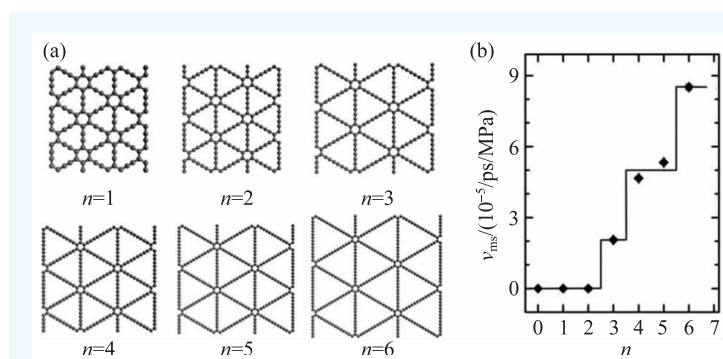 (a)
n=1
n=2
n=3
n=4
n=5
n=6
(b)
9
6
3
0
v_ms/(10⁻⁵/ps/MPa)
0 1 2 3 4 5 6 7
n